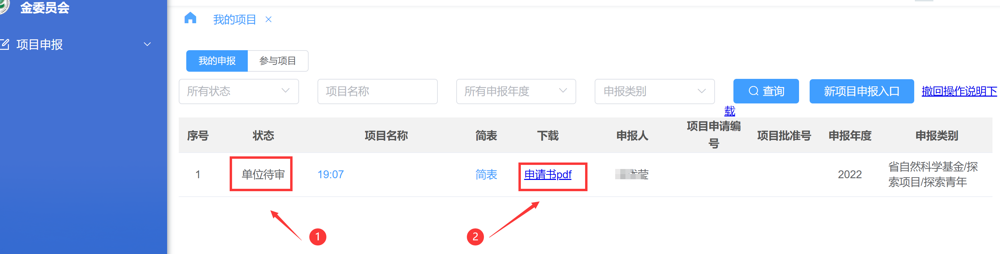 金委员会
项目申报
我的项目 ×
我的申报 参与项目
所有状态 项目名称 所有申报年度 申报类别 查询 新项目申报入口 撤回操作说明下
载
序号 状态 项目名称 简表 下载 申报人 项目申请编号 项目批准号 申报年度 申报类别
1 单位待审 19:07 简表 申请书pdf 莹 2022 省自然科学基金/探
索项目/探索青年
1 2